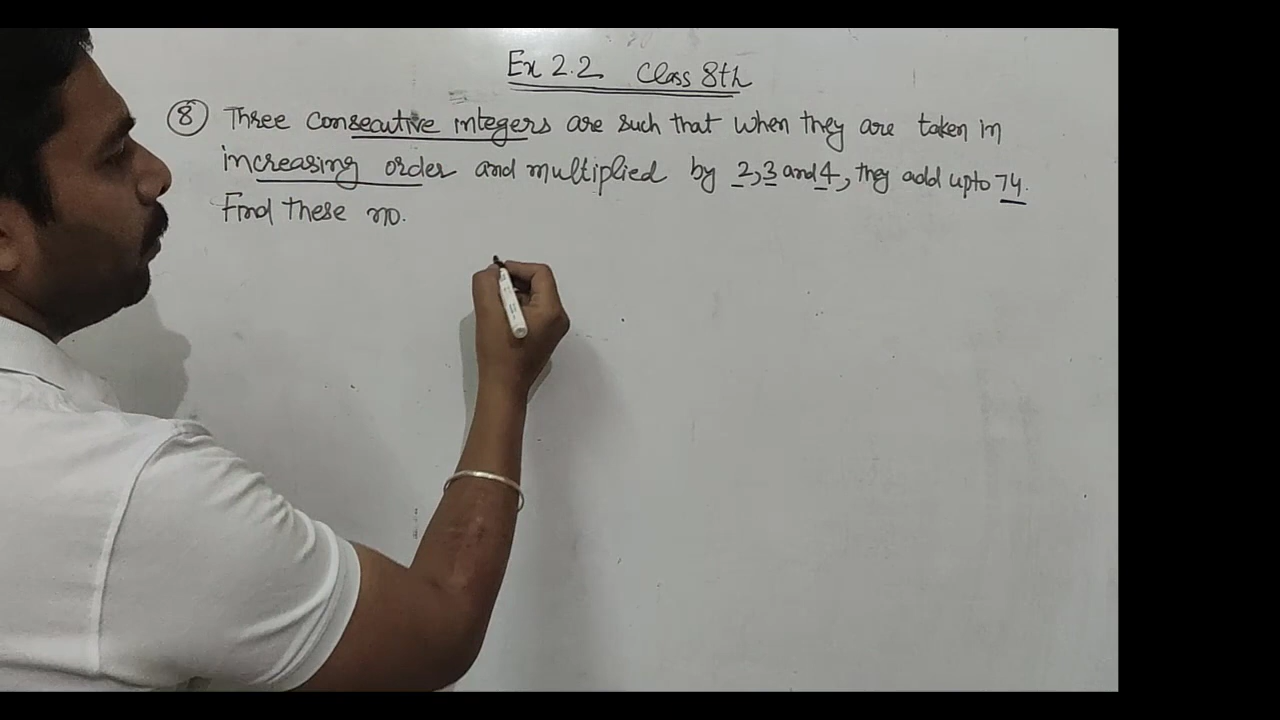 Ex 2.2 Class 8th
8 Three consecutive integers are such that when they are taken in
increasing order and multiplied by 2, 3 and 4, they add upto 74.
Find these no.